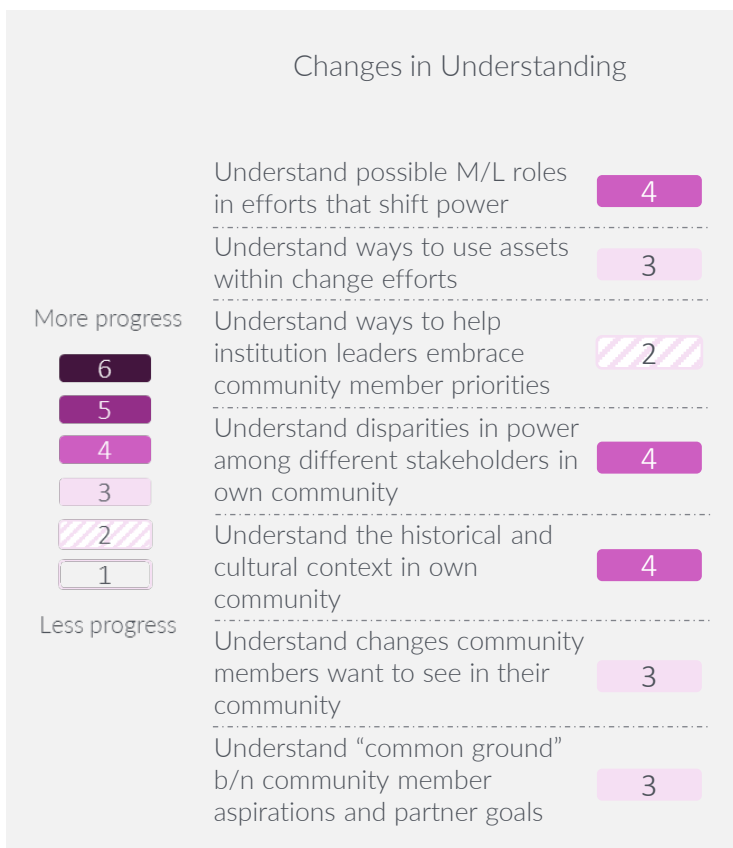 Changes in Understanding
Understand possible M/L roles
in efforts that shift power
4
Understand ways to use assets
within change efforts
3
More progress
6
5
4
3
2
1
Less progress
Understand ways to help
institution leaders embrace
community member priorities
2
Understand disparities in power
among different stakeholders in
own community
4
Understand the historical and
cultural context in own
community
4
Understand changes community
members want to see in their
community
3
Understand “common ground”
b/n community member
aspirations and partner goals
3